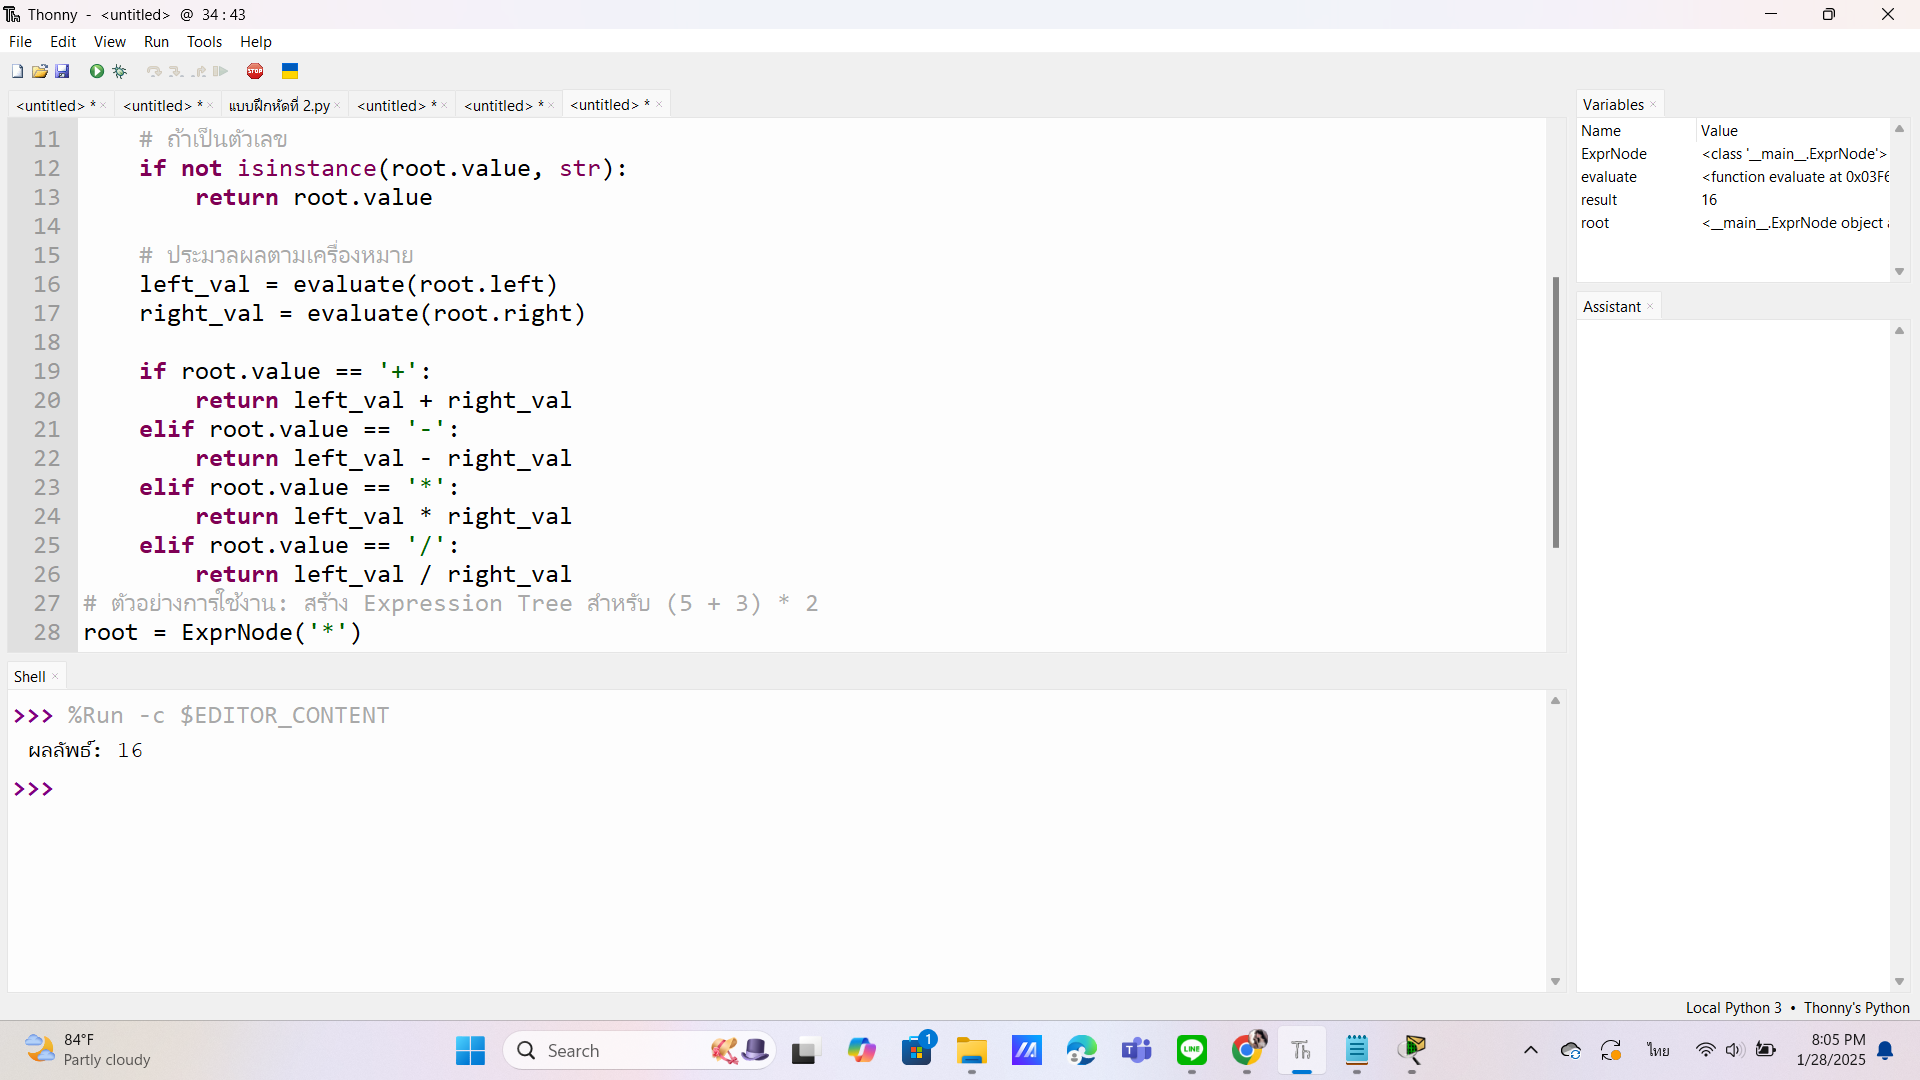 Thonny - <untitled> @ 34 : 43
File Edit View Run Tools Help
<untitled> * <untitled> * แบบฝึกหัดที่ 2.py <untitled> * <untitled> * <untitled> *
11 # ถ้าเป็นตัวเลข
12 if not isinstance(root.value, str):
13 return root.value
14
15 # ประมวลผลตามเครื่องหมาย
16 left_val = evaluate(root.left)
17 right_val = evaluate(root.right)
18
19 if root.value == '+':
20 return left_val + right_val
21 elif root.value == '-':
22 return left_val - right_val
23 elif root.value == '*':
24 return left_val * right_val
25 elif root.value == '/':
26 return left_val / right_val
27 # ตัวอย่างการใช้งาน: สร้าง Expression Tree สำหรับ (5 + 3) * 2
28 root = ExprNode('*')
Shell
>>> %Run -c $EDITOR_CONTENT
ผลลัพธ์: 16
>>>
Variables
Name Value
ExprNode <class '__main__.ExprNode'>
evaluate <function evaluate at 0x03F6
result 16
root <__main__.ExprNode object a
Assistant
Local Python 3 • Thonny's Python
84°F
Partly cloudy
Search
1
LINE
Th
ไทย
8:05 PM
1/28/2025